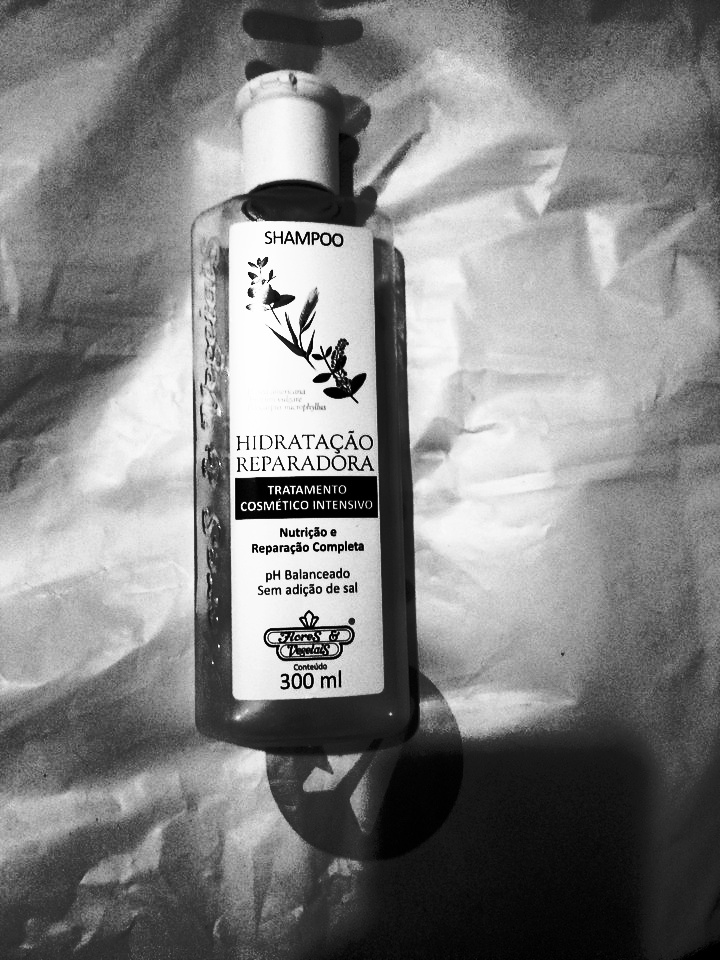 SHAMPOO
HIDRATAÇÃO
REPARADORA
TRATAMENTO
COSMÉTICO INTENSIVO
Nutrição e
Reparação Completa
pH Balanceado
Sem adição de sal
Flores &
Vegetais
Conteúdo
300 ml